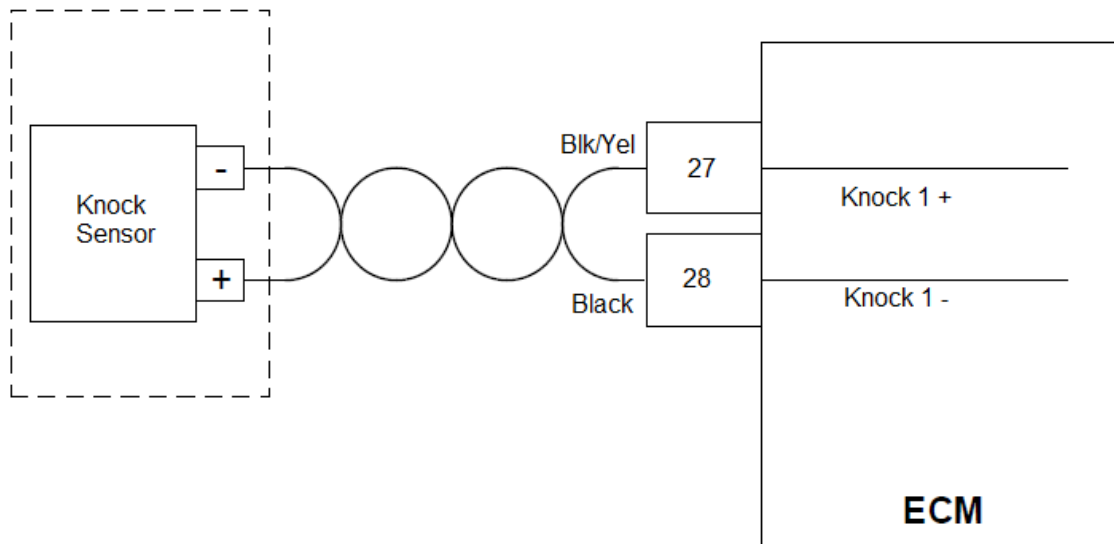 Knock
Sensor
-
+
Blk/Yel
Black
27
28
Knock 1 +
Knock 1 -
ECM